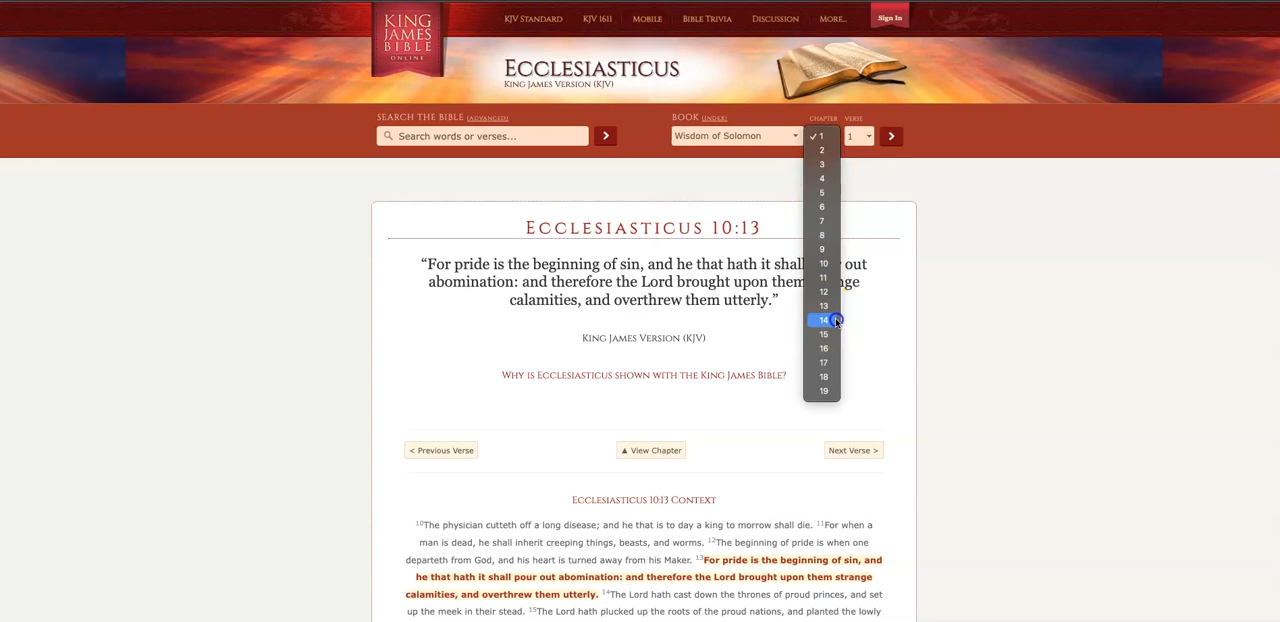 KING
JAMES
BIBLE
ONLINE
KJV STANDARD
KJV 1611
MOBILE
BIBLE TRIVIA
DISCUSSION
MORE...
Sign In
ECCLESIASTICUS
KING JAMES VERSION (KJV)
SEARCH THE BIBLE (ADVANCED)
BOOK (INDEX)
CHAPTER
VERSE
Search words or verses...
>
Wisdom of Solomon
✓ 1
1
>
2
3
4
5
6
7
8
9
10
11
12
13
14
15
16
17
18
19
ECCLESIASTICUS 10:13
“For pride is the beginning of sin, and he that hath it shall out
abomination: and therefore the Lord brought upon them
calamities, and overthrew them utterly.”
KING JAMES VERSION (KJV)
WHY IS ECCLESIASTICUS SHOWN WITH THE KING JAMES BIBLE?
< Previous Verse
▲ View Chapter
Next Verse >
ECCLESIASTICUS 10:13 CONTEXT
10The physician cutteth off a long disease; and he that is to day a king to morrow shall die. 11For when a
man is dead, he shall inherit creeping things, beasts, and worms. 12The beginning of pride is when one
departeth from God, and his heart is turned away from his Maker. 13For pride is the beginning of sin, and
he that hath it shall pour out abomination: and therefore the Lord brought upon them strange
calamities, and overthrew them utterly. 14The Lord hath cast down the thrones of proud princes, and set
up the meek in their stead. 15The Lord hath plucked up the roots of the proud nations, and planted the lowly